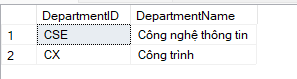 DepartmentID DepartmentName
1 CSE Công nghệ thông tin
2 CX Công trình